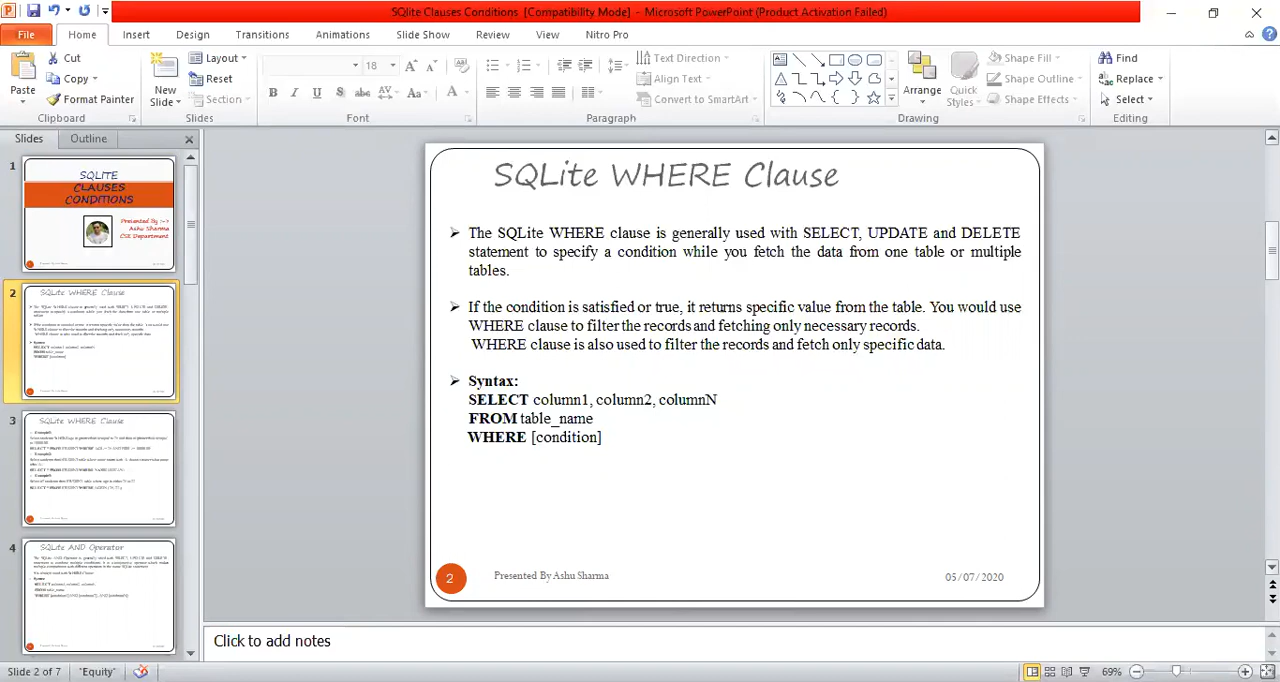 SQlite Clauses Conditions [Compatibility Mode] - Microsoft PowerPoint (Product Activation Failed)
File Home Insert Design Transitions Animations Slide Show Review View Nitro Pro
Cut
Copy
Format Painter
Paste
Clipboard
New Slide
Layout
Reset
Section
Slides
18
Font
Text Direction
Align Text
Convert to SmartArt
Paragraph
Arrange
Quick Styles
Shape Fill
Shape Outline
Shape Effects
Drawing
Find
Replace
Select
Editing
Slides Outline
1
SQLITE
CLAUSES
CONDITIONS
Presented By :->
Ashu Sharma
CSE Department
2
SQLite WHERE Clause
3
SQLite WHERE Clause
4
SQLite AND Operator
SQLite WHERE Clause
The SQLite WHERE clause is generally used with SELECT, UPDATE and DELETE
statement to specify a condition while you fetch the data from one table or multiple
tables.
If the condition is satisfied or true, it returns specific value from the table. You would use
WHERE clause to filter the records and fetching only necessary records.
WHERE clause is also used to filter the results and fetch only specific data.
Syntax:
SELECT column1, column2, columnN
FROM table_name
WHERE [condition]
2
Presented By Ashu Sharma
05/07/2020
Click to add notes
Slide 2 of 7 "Equity" 69%